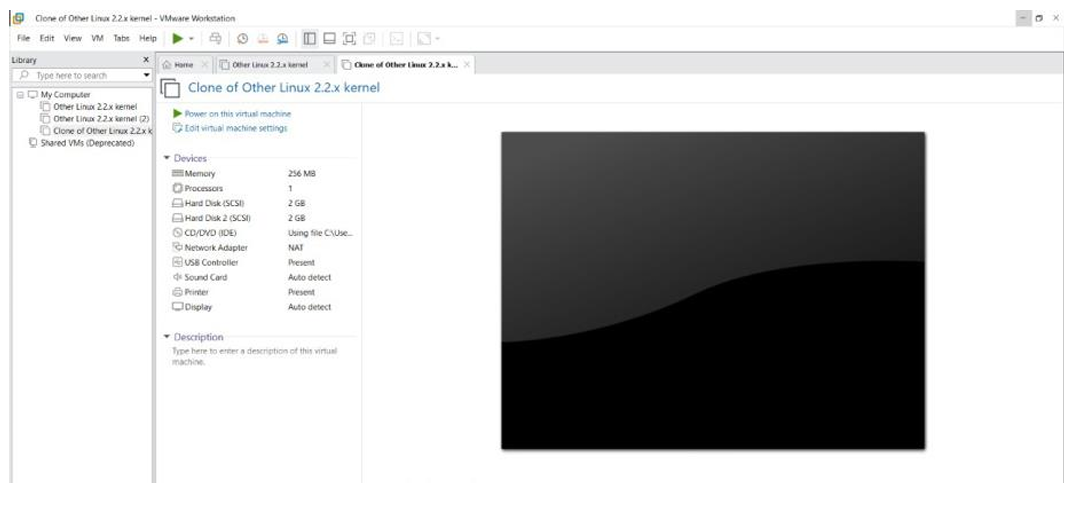 Clone of Other Linux 2.2.x kernel - VMware Workstation
File Edit View VM Tabs Help
Library X
Type here to search
My Computer
Other Linux 2.2.x kernel
Other Linux 2.2.x kernel (2)
Clone of Other Linux 2.2.x k
Shared VMs (Deprecated)
Home Other Linux 2.2.x kernel Clone of Other Linux 2.2.x k...
Clone of Other Linux 2.2.x kernel
Power on this virtual machine
Edit virtual machine settings
Devices
Memory 256 MB
Processors 1
Hard Disk (SCSI) 2 GB
Hard Disk 2 (SCSI) 2 GB
CD/DVD (IDE) Using file C:\Use...
Network Adapter NAT
USB Controller Present
Sound Card Auto detect
Printer Present
Display Auto detect
Description
Type here to enter a description of this virtual
machine.